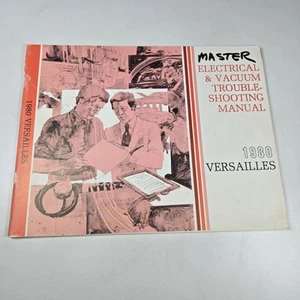 MASTER
ELECTRICAL
& VACUUM
TROUBLE-
SHOOTING
MANUAL
1980
VERSAILLES
1980 VERSAILLES